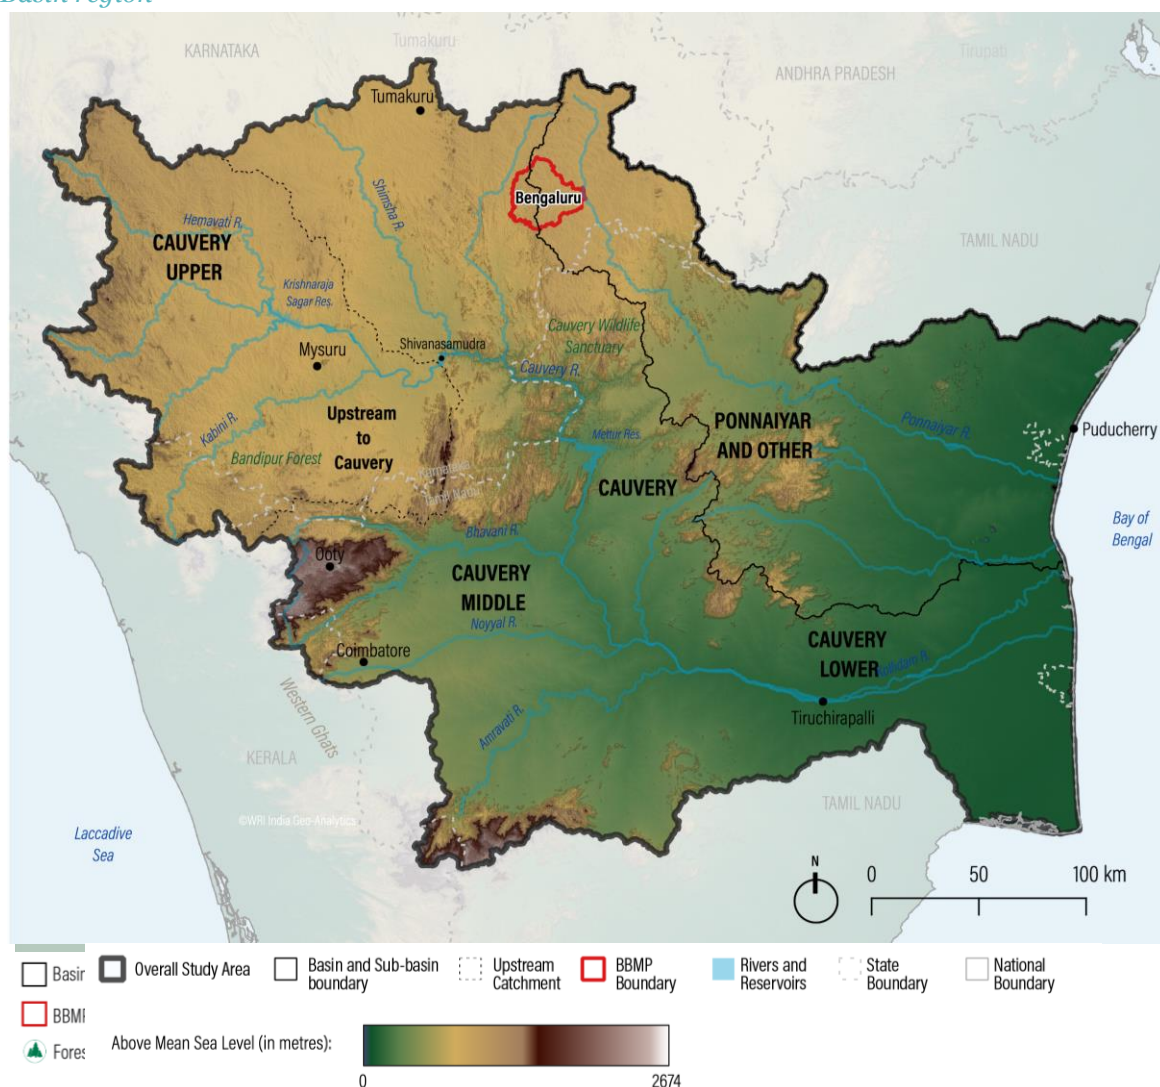 Basin region
KARNATAKA
Tumakuru
Tirupati
ANDHRA PRADESH
Tumakuru
Bengaluru
Shimsha R.
Hemavati R.
CAUVERY
UPPER
TAMIL NADU
Krishnaraja
Sagar Res.
Cauvery Wildlife
Sanctuary
Shivanasamudra
Mysuru
Cauvery R.
Kabini R.
Upstream
to
Cauvery
Bandipur Forest
PONNAIYAR
AND OTHER
Ponnaiyar R.
Puducherry
Mettur Res.
Karnataka
Tamil Nadu
CAUVERY
Bay of
Bengal
Bhavani R.
Ooty
CAUVERY
MIDDLE
Noyyal R.
Coimbatore
CAUVERY
LOWER
Tiruchirapalli
Western Ghats
Amravati R.
KERALA
TAMIL NADU
©WRI India Geo-Analytics
Laccadive
Sea
N
0 50 100 km
Basin
Overall Study Area
Basin and Sub-basin
boundary
Upstream
Catchment
BBMP
Boundary
Rivers and
Reservoirs
State
Boundary
National
Boundary
BBMP
Fores
Above Mean Sea Level (in metres):
0 2674